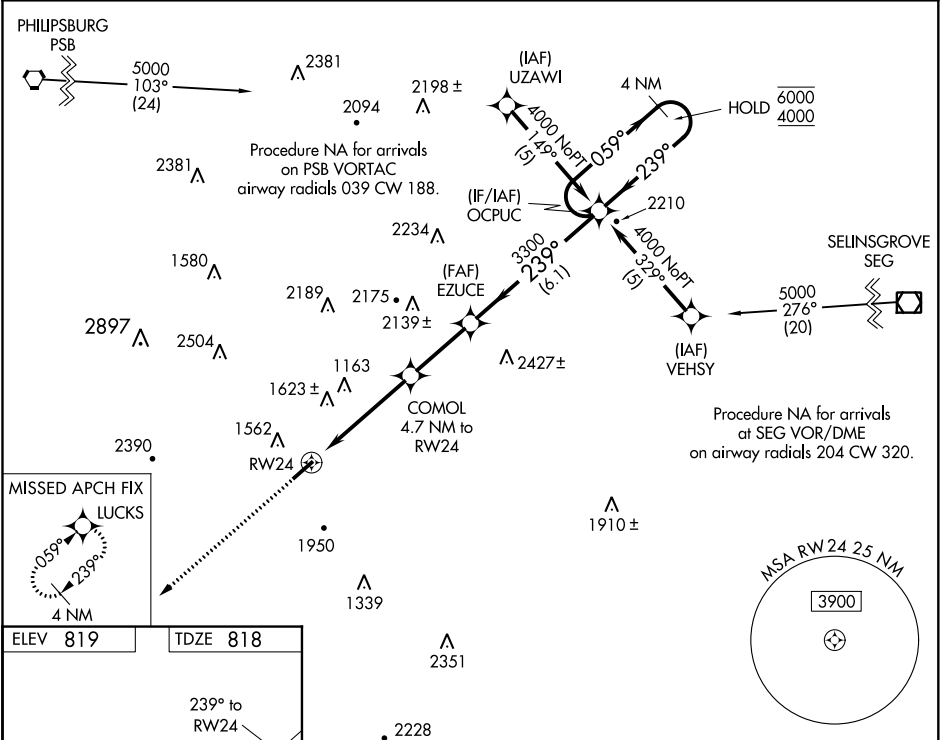 PHILIPSBURG
PSB
5000
103°
(24)
2381
2198 ±
2094
(IAF)
UZAWI
4 NM
HOLD
6000
4000
4000 NoPT
149°
(5)
059°
239°
Procedure NA for arrivals
on PSB VORTAC
airway radials 039 CW 188.
2381
(IF/IAF)
OCPUC
2210
2234
3300
239°
(6.1)
4000 NoPT
329°
(5)
SELINSGROVE
SEG
5000
276°
(20)
1580
(FAF)
EZUCE
2189
2175
2139 ±
2897
2504
(IAF)
VEHSY
2427 ±
1163
1623 ±
COMOL
4.7 NM to
RW24
Procedure NA for arrivals
at SEG VOR/DME
on airway radials 204 CW 320.
1562
2390
RW24
MISSED APCH FIX
LUCKS
059°
239°
4 NM
1910 ±
1950
MSA RW24 25 NM
3900
1339
ELEV 819
TDZE 818
2351
239° to
RW24
2228